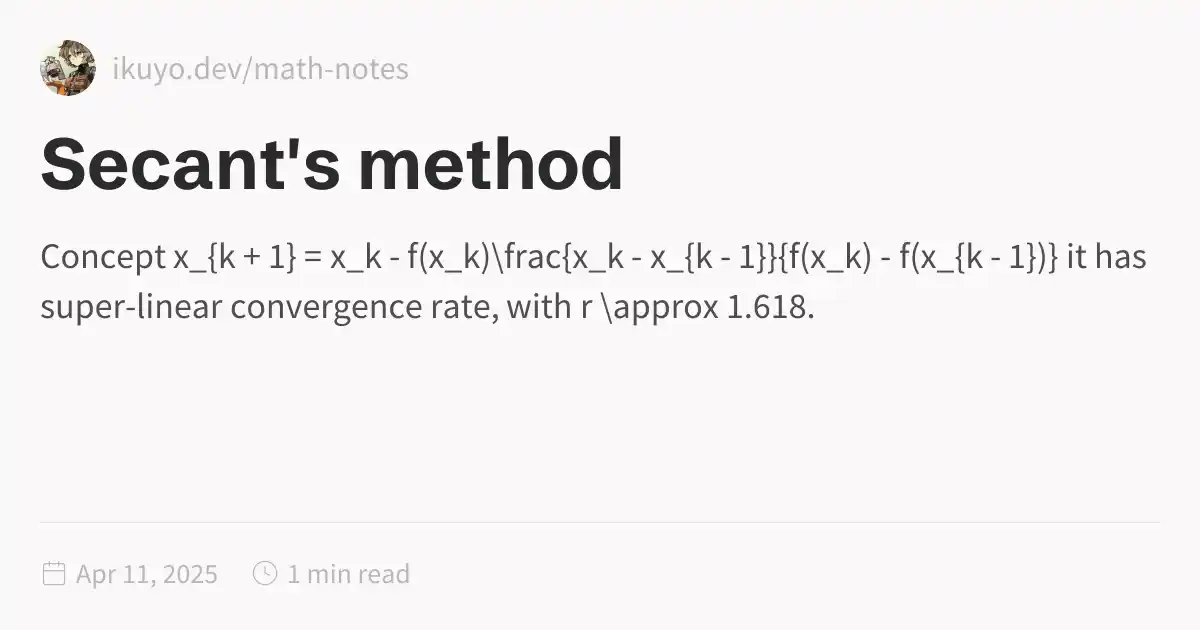 ikuyo.dev/math-notes
Secant's method
Concept x_{k + 1} = x_k - f(x_k)\frac{x_k - x_{k - 1}}{f(x_k) - f(x_{k - 1})} it has
super-linear convergence rate, with r \approx 1.618.
Apr 11, 2025 1 min read